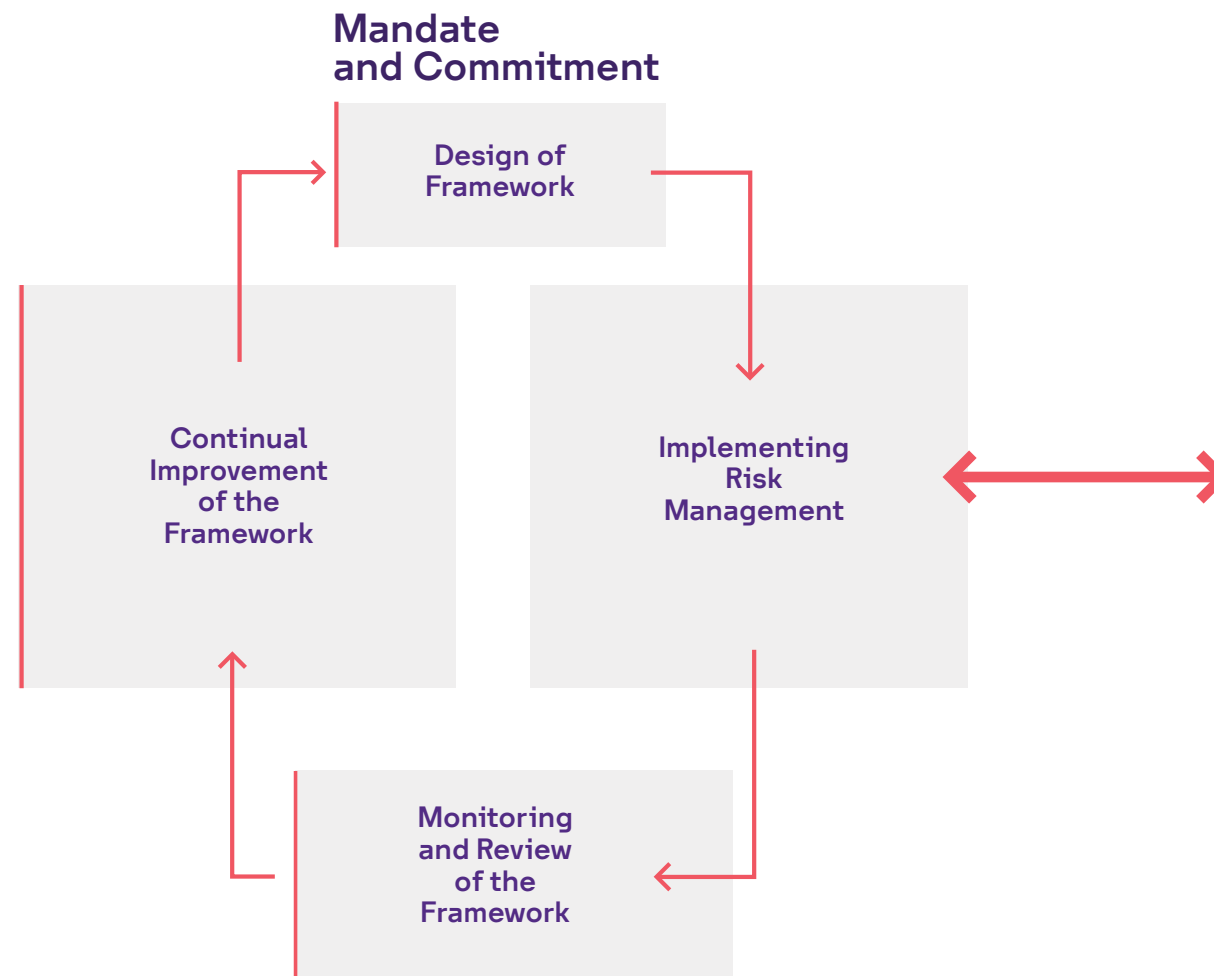 Mandate
and Commitment
Design of
Framework
Continual
Improvement
of the
Framework
Implementing
Risk
Management
Monitoring
and Review
of the
Framework